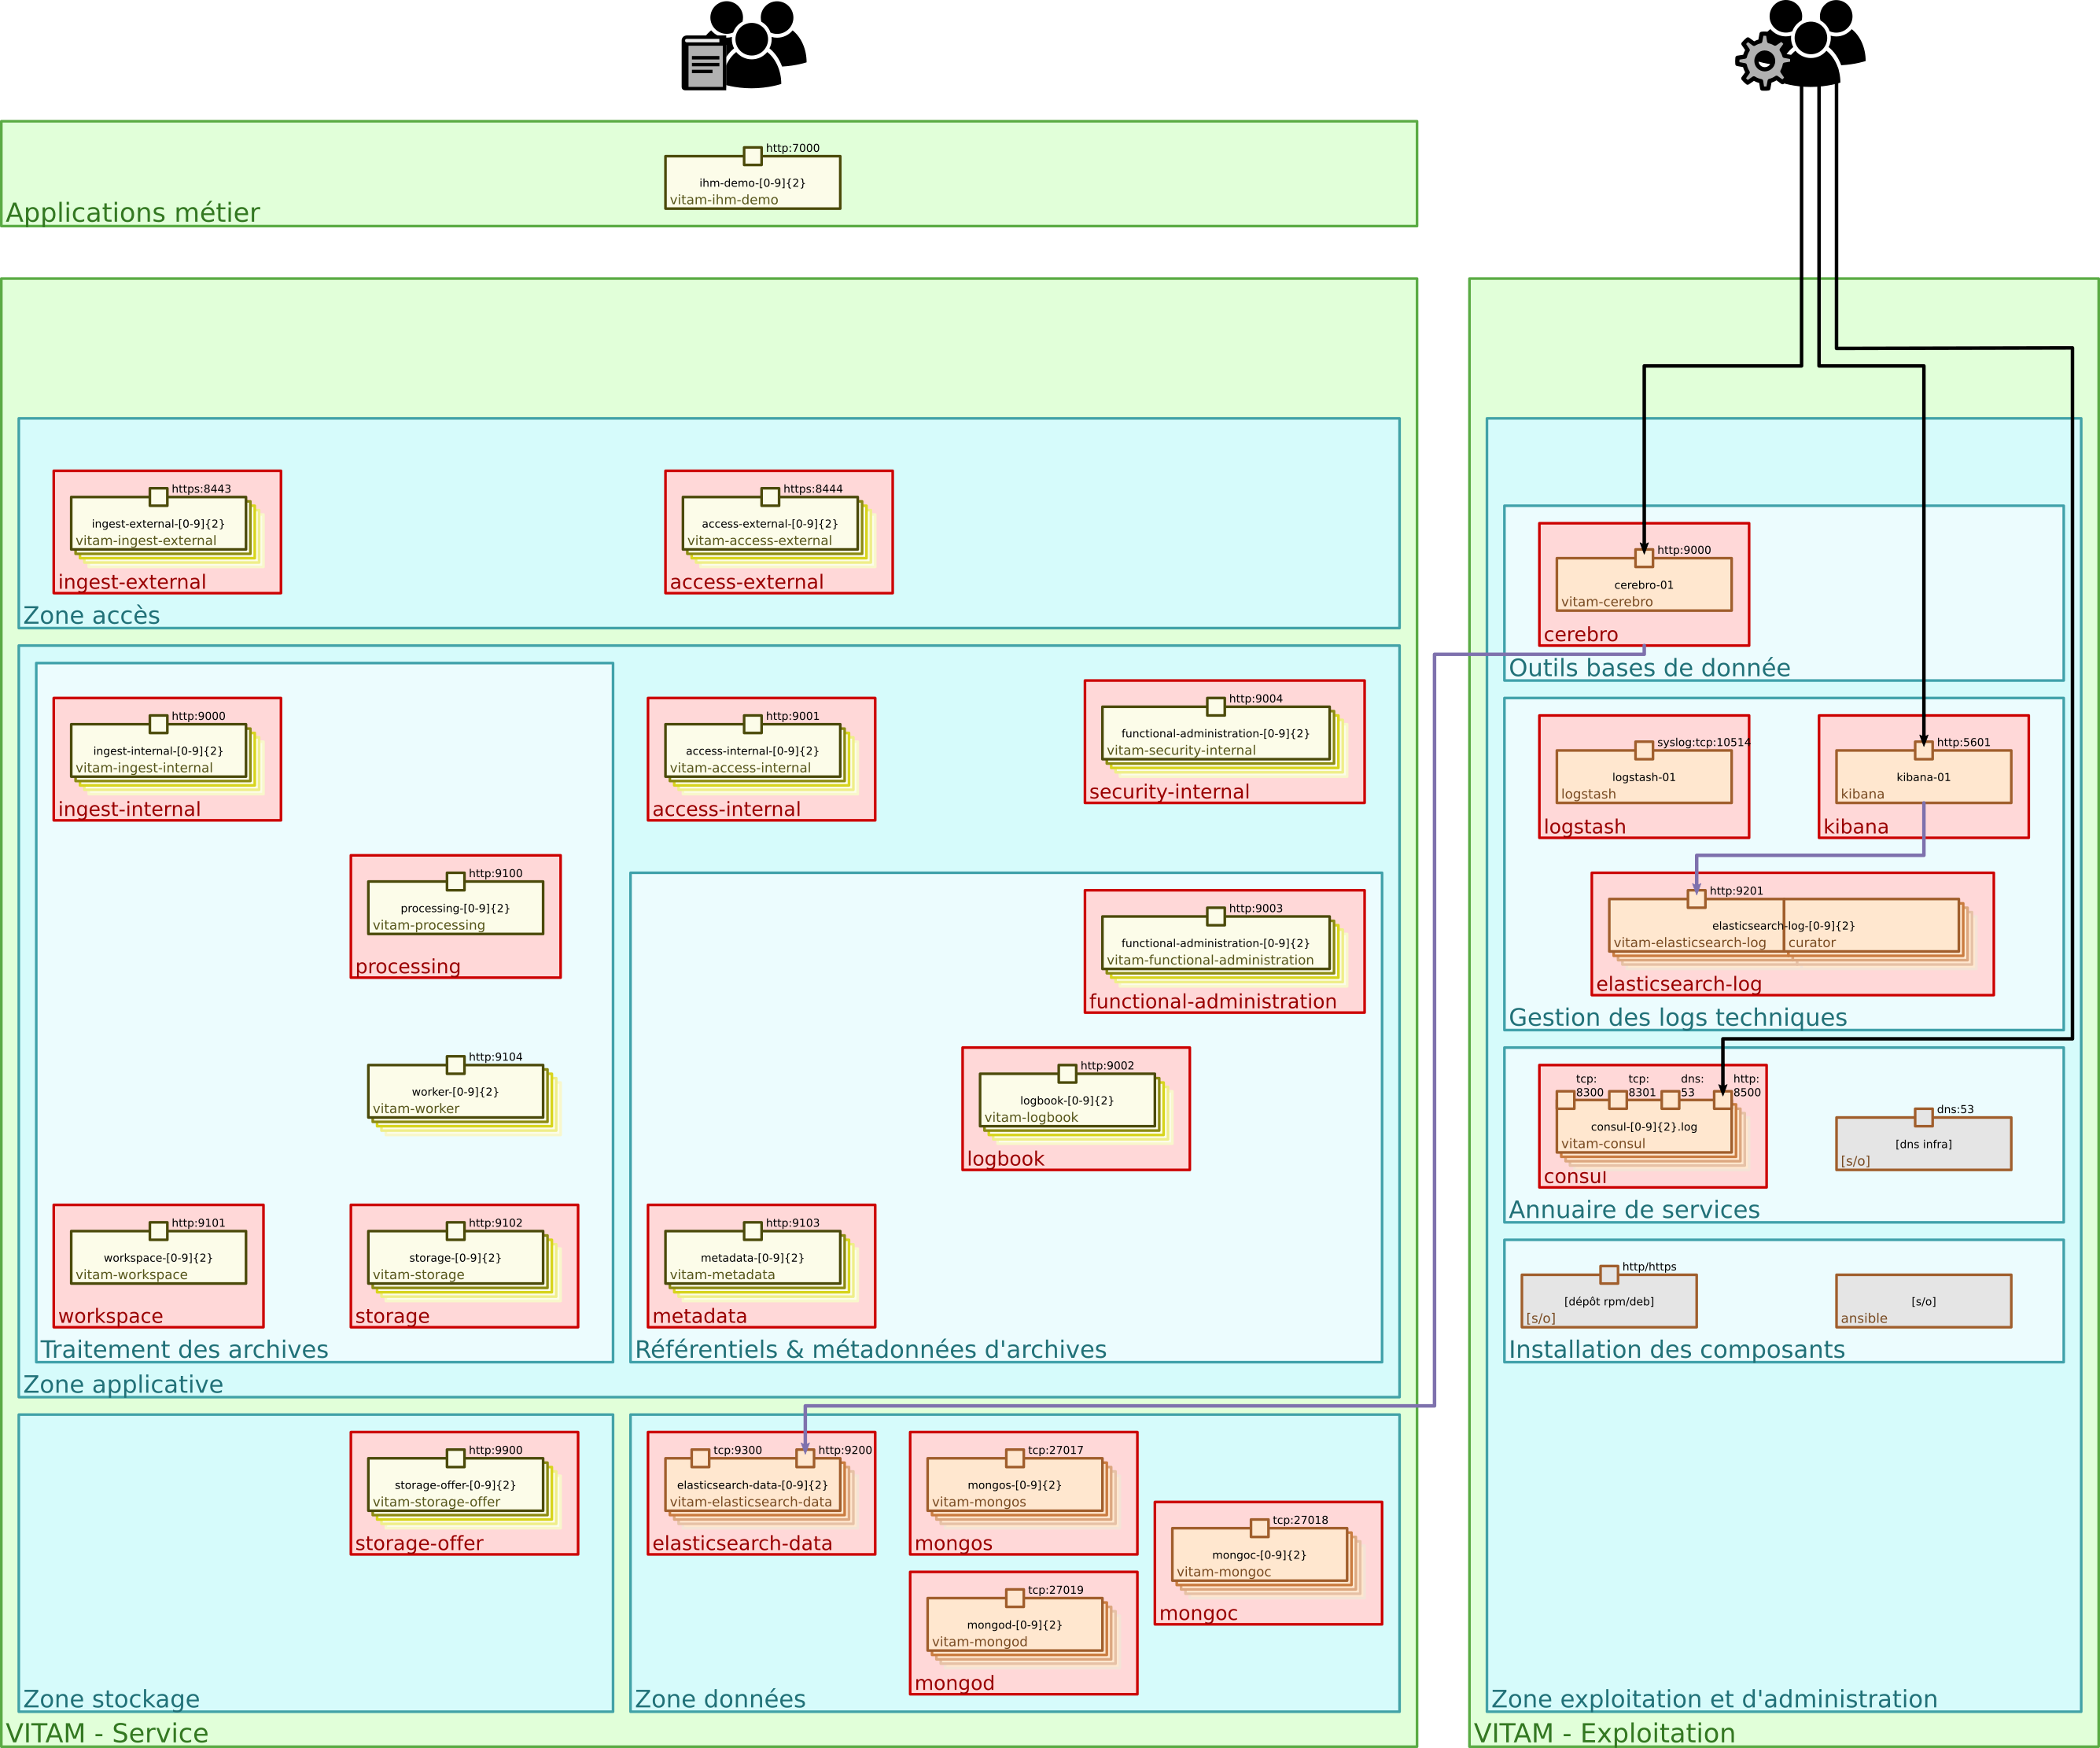 http:7000
ihm-demo-[0-9]{2}
vitam-ihm-demo
Applications métier
https:8443
ingest-external-[0-9]{2}
vitam-ingest-external
ingest-external
https:8444
access-external-[0-9]{2}
vitam-access-external
access-external
Zone accès
http:9000
ingest-internal-[0-9]{2}
vitam-ingest-internal
ingest-internal
http:9100
processing-[0-9]{2}
vitam-processing
processing
http:9104
worker-[0-9]{2}
vitam-worker
http:9101
workspace-[0-9]{2}
vitam-workspace
workspace
http:9102
storage-[0-9]{2}
vitam-storage
storage
Traitement des archives
http:9001
access-internal-[0-9]{2}
vitam-access-internal
access-internal
http:9004
functional-administration-[0-9]{2}
vitam-security-internal
security-internal
http:9003
functional-administration-[0-9]{2}
vitam-functional-administration
functional-administration
http:9002
logbook-[0-9]{2}
vitam-logbook
logbook
http:9103
metadata-[0-9]{2}
vitam-metadata
metadata
Référentiels & métadonnées d'archives
Zone applicative
http:9900
storage-offer-[0-9]{2}
vitam-storage-offer
storage-offer
Zone stockage
tcp:9300
http:9200
elasticsearch-data-[0-9]{2}
vitam-elasticsearch-data
elasticsearch-data
tcp:27017
mongos-[0-9]{2}
vitam-mongos
mongos
tcp:27018
mongoc-[0-9]{2}
vitam-mongoc
mongoc
tcp:27019
mongod-[0-9]{2}
vitam-mongod
mongod
Zone données
VITAM - Service
http:9000
cerebro-01
vitam-cerebro
cerebro
Outils bases de donnée
syslog:tcp:10514
logstash-01
logstash
logstash
http:5601
kibana-01
kibana
kibana
http:9201
elasticsearch-log-[0-9]{2}
vitam-elasticsearch-log
curator
elasticsearch-log
Gestion des logs techniques
tcp:
8300
tcp:
8301
dns:
53
http:
8500
consul-[0-9]{2}.log
vitam-consul
consul
dns:53
[dns infra]
[s/o]
Annuaire de services
http/https
[dépôt rpm/deb]
[s/o]
[s/o]
ansible
Installation des composants
Zone exploitation et d'administration
VITAM - Exploitation